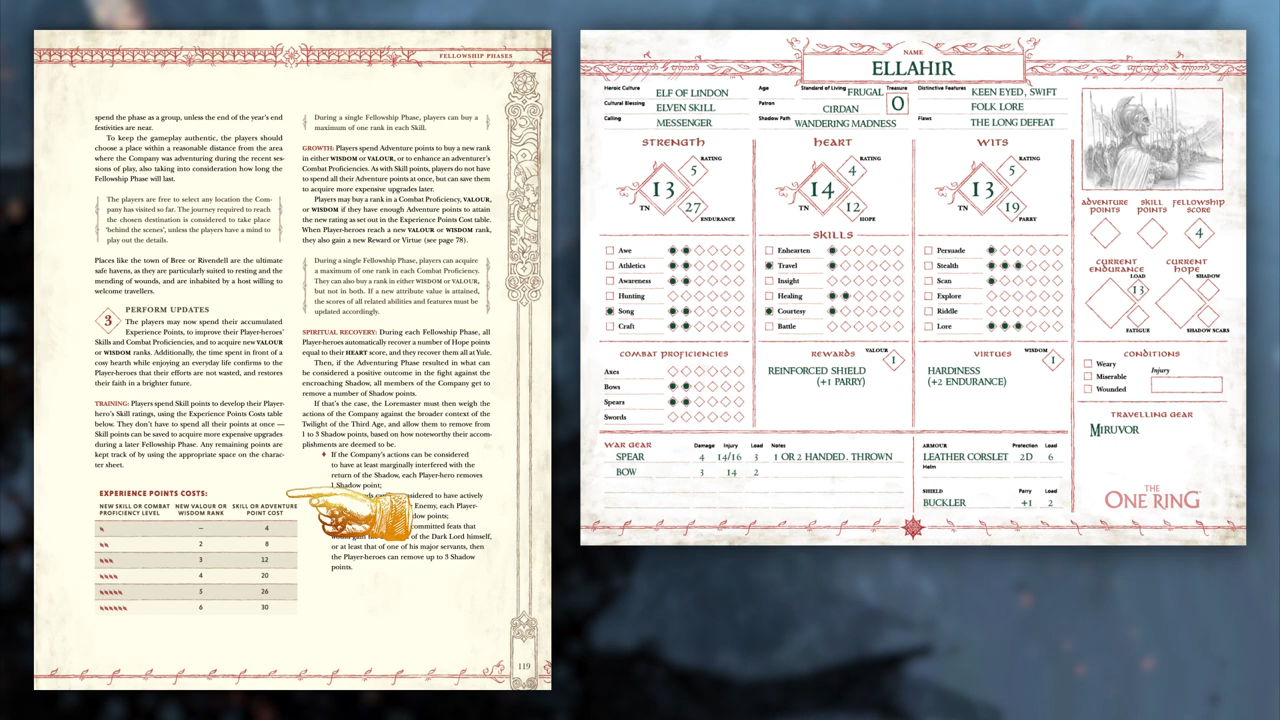 FELLOWSHIP PHASES
spend the phase as a group, unless the end of the year's end
festivities are near.
To keep the gameplay authentic, the players should
choose a place within a reasonable distance from the area
where the Company was adventuring during the recent ses-
sions of play, also taking into consideration how long the
Fellowship Phase will last.
The players are free to select any location the Com-
pany has visited so far. The journey required to reach
the chosen destination is considered to take place
'behind the scenes', unless the players have a mind to
play out the details.
Places like the town of Bree or Rivendell are the ultimate
safe havens, as they are particularly suited to resting and the
mending of wounds, and are inhabited by a host willing to
welcome travellers.
3
PERFORM UPDATES
The players may now spend their accumulated
Experience Points, to improve their Player-heroes'
Skills and Combat Proficiencies, and to acquire new VALOUR
or WISDOM ranks. Additionally, the time spent in front of a
cosy hearth while enjoying an everyday life confirms to the
Player-heroes that their efforts are not wasted, and restores
their faith in a brighter future.
TRAINING: Players spend Skill points to develop their Player-
hero's Skill ratings, using the Experience Points Costs table
below. They don't have to spend all their points at once —
Skill points can be saved to acquire more expensive upgrades
during a later Fellowship Phase. Any remaining points are
kept track of by using the appropriate space on the charac-
ter sheet.
EXPERIENCE POINTS COSTS:
NEW SKILL OR COMBAT PROFICIENCY LEVEL NEW VALOUR OR WISDOM RANK SKILL OR ADVENTURE POINT COST
— 4
2 8
3 12
4 20
5 26
6 30
During a single Fellowship Phase, players can buy a
maximum of one rank in each Skill.
GROWTH: Players spend Adventure points to buy a new rank
in either WISDOM or VALOUR, or to enhance an adventurer's
Combat Proficiencies. As with Skill points, players do not have
to spend all their Adventure points at once, but can save them
to acquire more expensive upgrades later.
Players may buy a rank in a Combat Proficiency, VALOUR,
or WISDOM if they have enough Adventure points to attain
the new rating as set out in the Experience Points Cost table.
When Player-heroes reach a new VALOUR or WISDOM rank,
they also gain a new Reward or Virtue (see page 78).
During a single Fellowship Phase, players can acquire
a maximum of one rank in each Combat Proficiency.
They can also buy a rank in either WISDOM or VALOUR,
but not in both. If a new attribute value is attained,
the scores of all related abilities and features must be
updated accordingly.
SPIRITUAL RECOVERY: During each Fellowship Phase, all
Player-heroes automatically recover a number of Hope points
equal to their HEART score, and they recover them all at Yule.
Then, if the Adventuring Phase resulted in what can
be considered a positive outcome in the fight against the
encroaching Shadow, all members of the Company get to
remove a number of Shadow points.
If that's the case, the Loremaster must then weigh the
actions of the Company against the broader context of the
Twilight of the Third Age, and allow them to remove from
1 to 3 Shadow points, based on how noteworthy their accom-
plishments are deemed to be.
If the Company's actions can be considered
to have at least marginally interfered with the
return of the Shadow, each Player-hero removes
1 Shadow point;
considered to have actively
Enemy, each Player-
points;
committed feats that
of the Dark Lord himself,
or at least that of one of his major servants, then
the Player-heroes can remove up to 3 Shadow
points.
119
NAME
ELLAHIR
Heroic Culture ELF OF LINDON
Cultural Blessing ELVEN SKILL
Calling MESSENGER
Age Standard of Living FRUGAL Treasure 0
Patron CIRDAN
Shadow Path WANDERING MADNESS
Distinctive Features KEEN EYED, SWIFT
FOLK LORE
Flaws THE LONG DEFEAT
STRENGTH HEART WITS
RATING 5 RATING 4 RATING 5
13 14 13
TN 27 ENDURANCE TN 12 HOPE TN 19 PARRY
SKILLS
Awe Enhearten Persuade
Athletics Travel Stealth
Awareness Insight Scan
Hunting Healing Explore
Song Courtesy Riddle
Craft Battle Lore
COMBAT PROFICIENCIES
Axes
Bows
Spears
Swords
REWARDS VALOUR 1
REINFORCED SHIELD
(+1 PARRY)
VIRTUES WISDOM 1
HARDINESS
(+2 ENDURANCE)
WAR GEAR Damage Injury Load Notes
SPEAR 4 14/16 3 1 OR 2 HANDED. THROWN
BOW 3 14 2
ARMOUR Protection Load
LEATHER CORSLET 2D 6
Helm
SHIELD Parry Load
BUCKLER +1 2
ADVENTURE POINTS SKILL POINTS FELLOWSHIP SCORE
4
CURRENT ENDURANCE CURRENT HOPE
LOAD SHADOW
13
FATIGUE SHADOW SCARS
CONDITIONS
Weary
Miserable
Wounded
Injury
TRAVELLING GEAR
MIRUVOR
THE
ONE RING